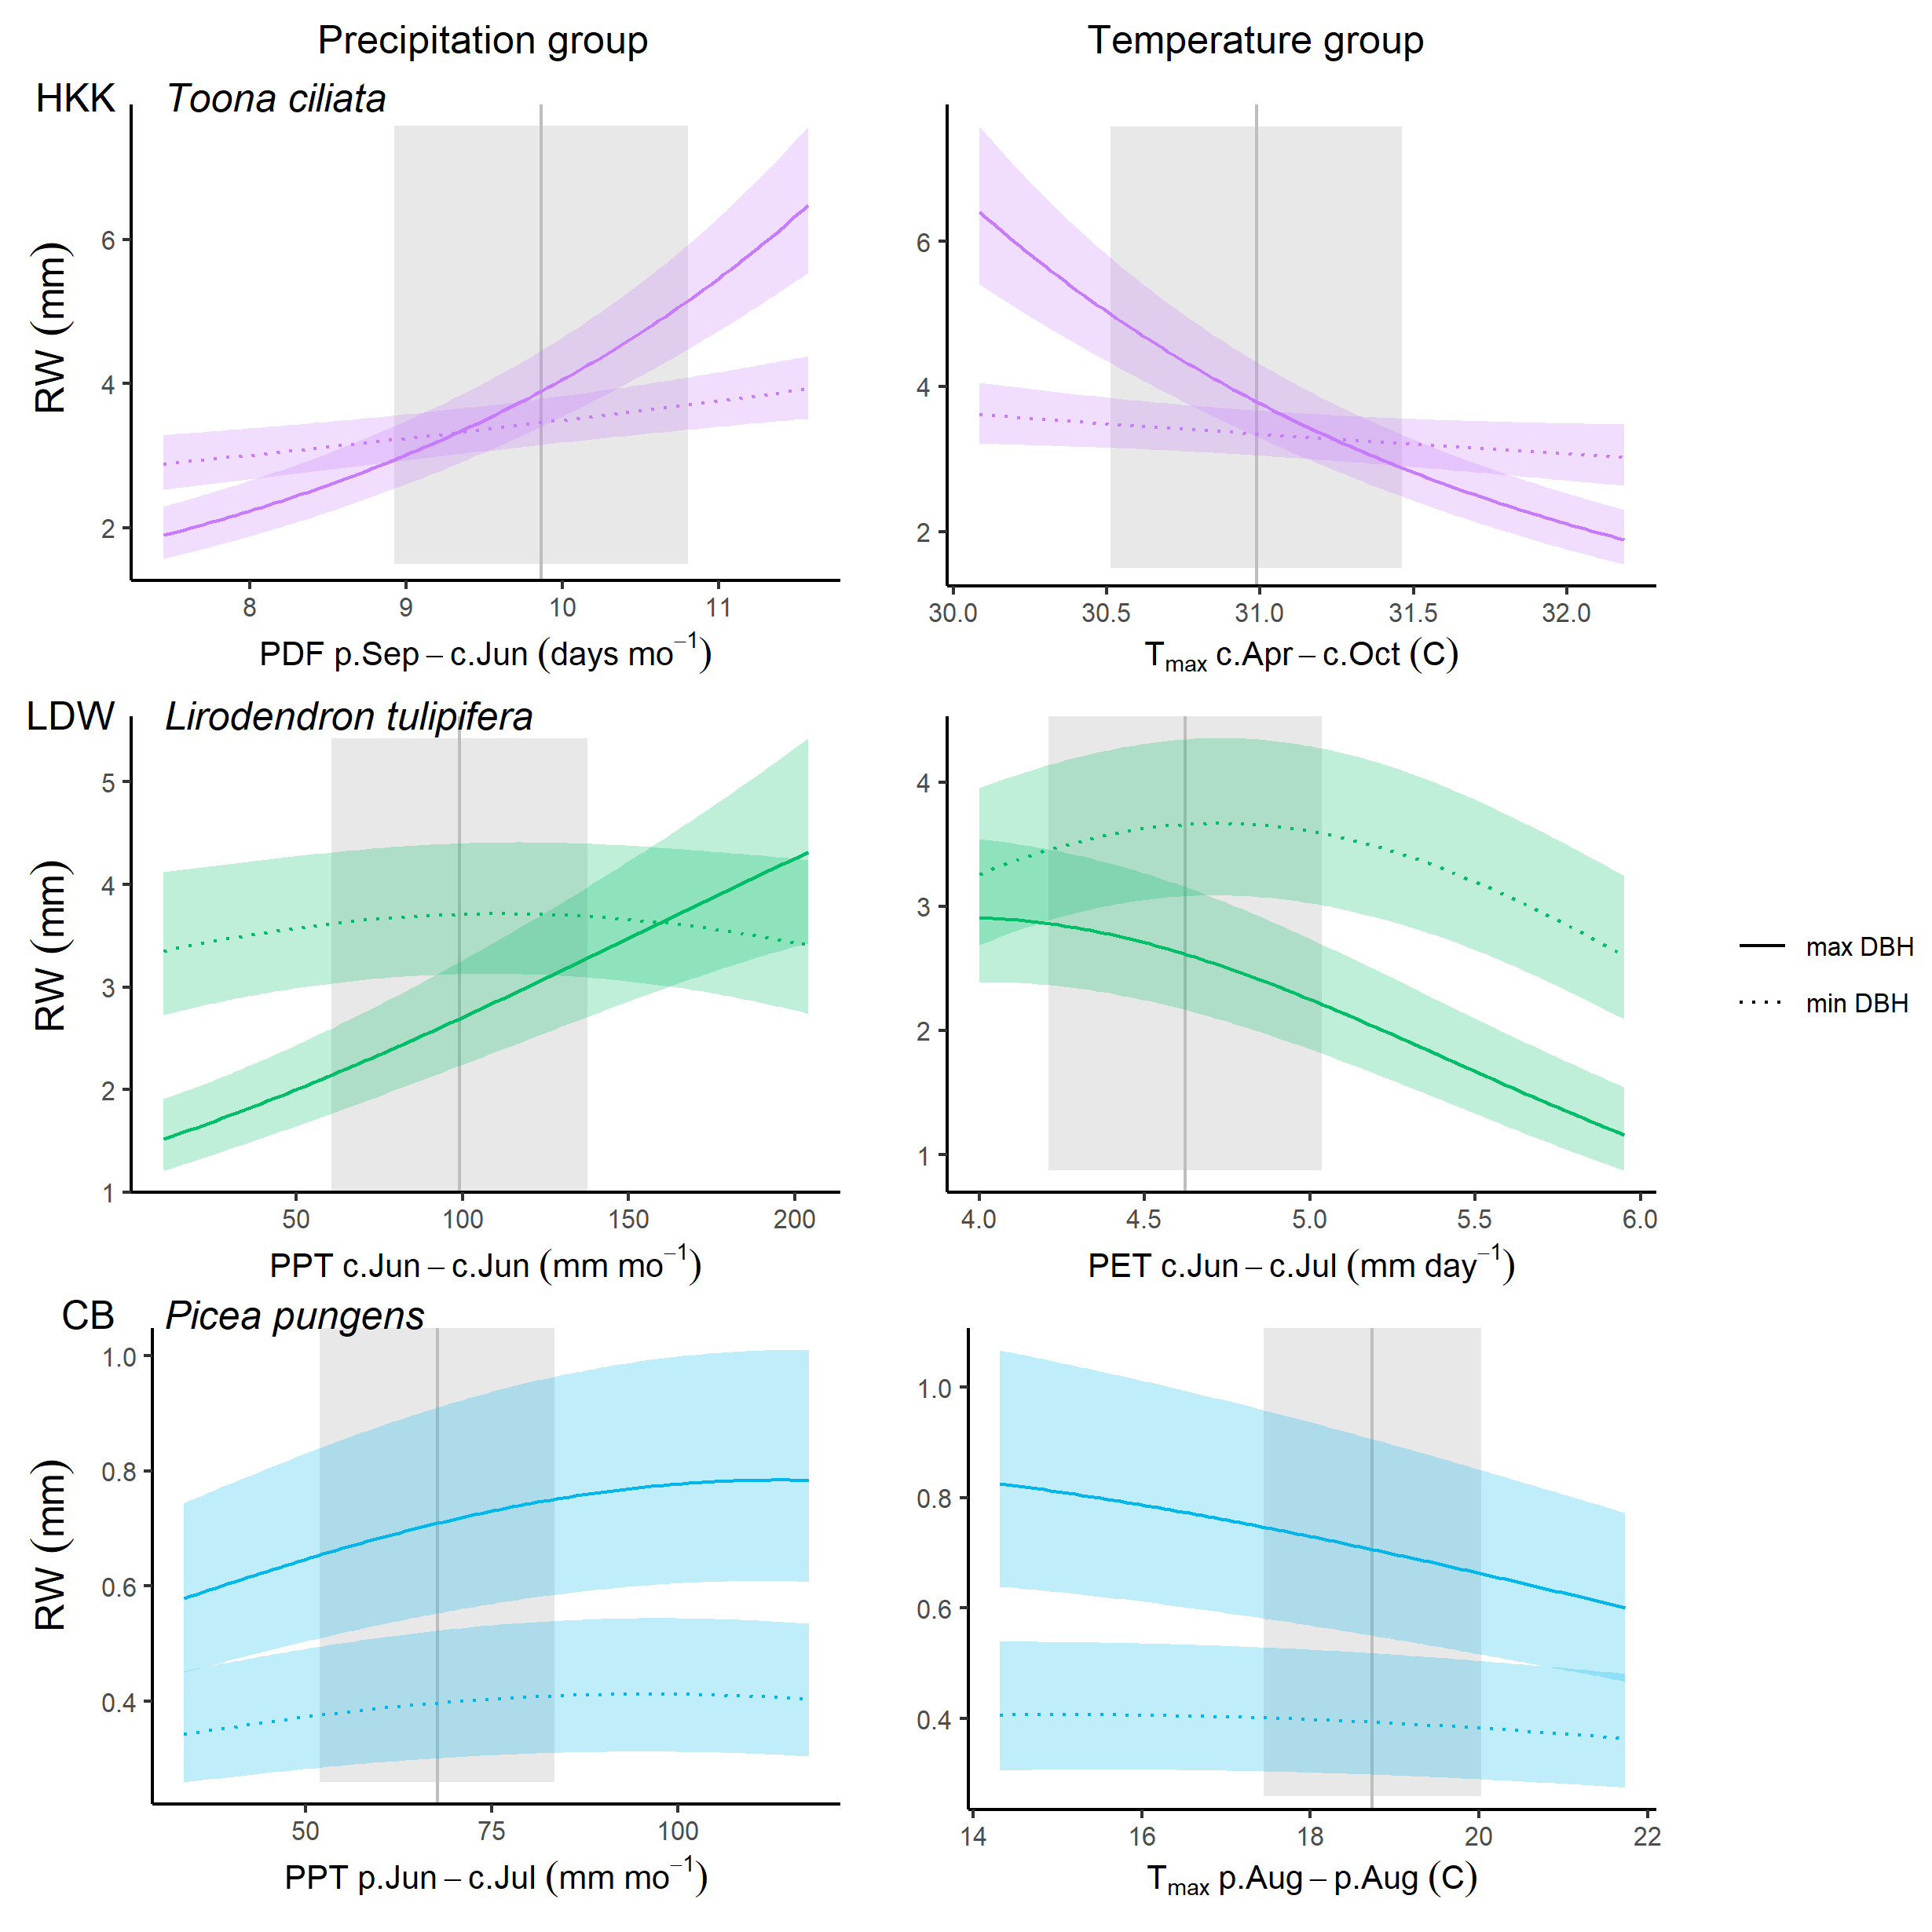 Precipitation group
Temperature group
HKK
Toona ciliata
RW (mm)
6
4
2
8 9 10 11
PDF p.Sep – c.Jun (days mo⁻¹)
6
4
2
30.0 30.5 31.0 31.5 32.0
Tmax c.Apr – c.Oct (C)
LDW
Lirodendron tulipifera
RW (mm)
5
4
3
2
1
50 100 150 200
PPT c.Jun – c.Jun (mm mo⁻¹)
4
3
2
1
4.0 4.5 5.0 5.5 6.0
PET c.Jun – c.Jul (mm day⁻¹)
max DBH
min DBH
CB
Picea pungens
RW (mm)
1.0
0.8
0.6
0.4
50 75 100
PPT p.Jun – c.Jul (mm mo⁻¹)
1.0
0.8
0.6
0.4
14 16 18 20 22
Tmax p.Aug – p.Aug (C)